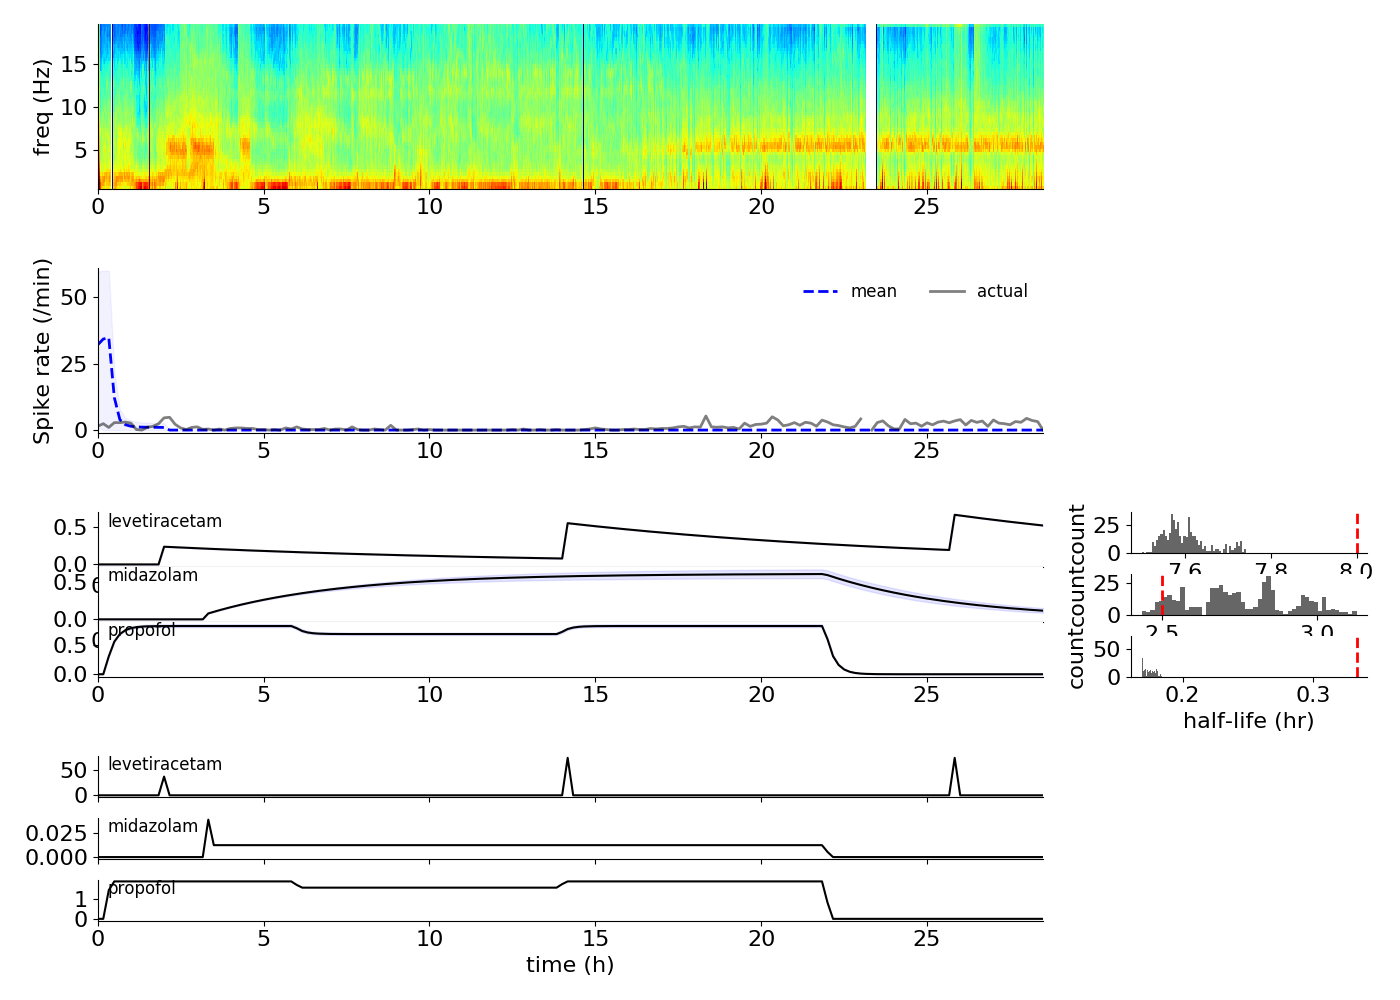 freq (Hz)
15
10
5
0 5 10 15 20 25
Spike rate (/min)
50
25
0
mean
actual
0 5 10 15 20 25
levetiracetam
0.5
0.0
midazolam
0.5
0.0
propofol
0.5
0.0
0 5 10 15 20 25
count
25
0
7.6 7.8 8.0
count
25
0
2.5 3.0
count
50
0
0.2 0.3
half-life (hr)
levetiracetam
50
0
midazolam
0.025
0.000
propofol
1
0
0 5 10 15 20 25
time (h)